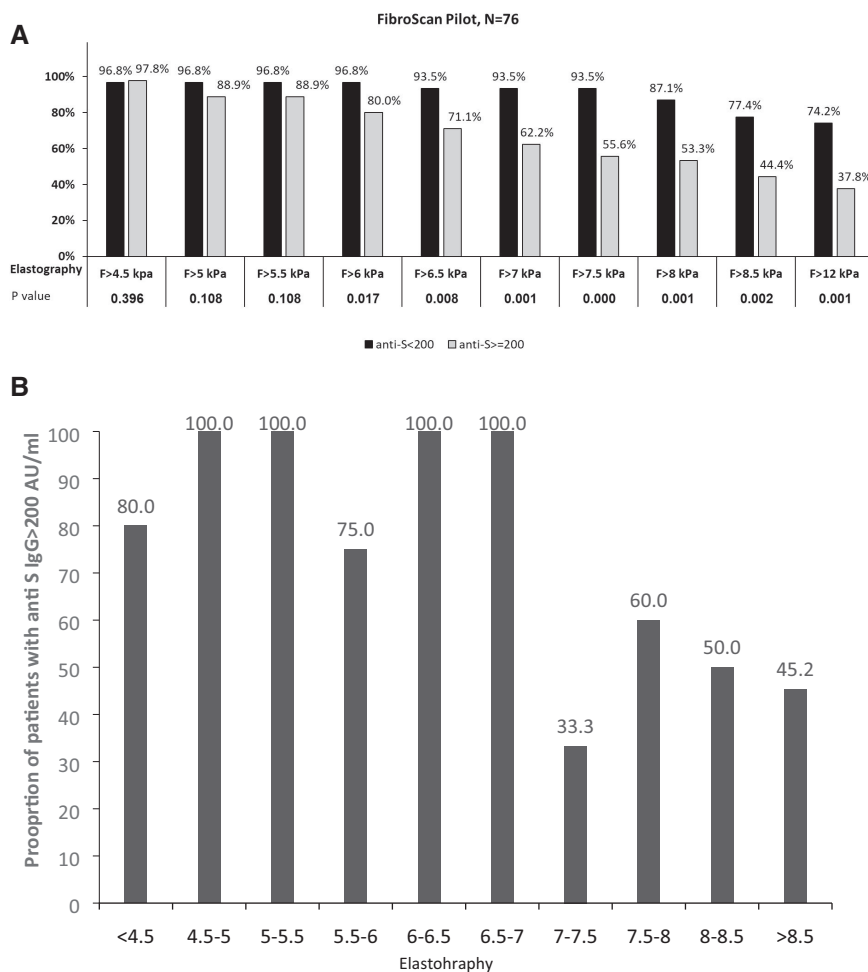 FibroScan Pilot, N=76
A
96.8% 97.8% 96.8% 88.9% 96.8% 88.9% 96.8% 80.0% 93.5% 71.1% 93.5% 62.2% 93.5% 55.6% 87.1% 53.3% 77.4% 44.4% 74.2% 37.8%
100%
80%
60%
40%
20%
0%
Elastography F>4.5 kpa F>5 kPa F>5.5 kPa F>6 kPa F>6.5 kPa F>7 kPa F>7.5 kPa F>8 kPa F>8.5 kPa F>12 kPa
P value 0.396 0.108 0.108 0.017 0.008 0.001 0.000 0.001 0.002 0.001
anti-S<200 anti-S>=200
B
Prooprtion of patients with anti S IgG>200 AU/ml
100
90
80
70
60
50
40
30
20
10
0
80.0 100.0 100.0 75.0 100.0 100.0 33.3 60.0 50.0 45.2
<4.5 4.5-5 5-5.5 5.5-6 6-6.5 6.5-7 7-7.5 7.5-8 8-8.5 >8.5
Elastohraphy